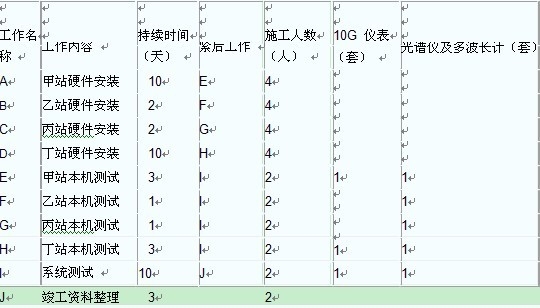 工作名称 工作内容 持续时间（天） 紧后工作 施工人数（人） 10G 仪表（套） 光谱仪及多波长计（套）
A 甲站硬件安装 10 E 4
B 乙站硬件安装 2 F 4
C 丙站硬件安装 2 G 4
D 丁站硬件安装 10 H 4
E 甲站本机测试 3 I 2 1 1
F 乙站本机测试 1 I 2 1
G 丙站本机测试 1 I 2 1
H 丁站本机测试 3 I 2 1 1
I 系统测试 10 J 2 1 1
J 竣工资料整理 3 2